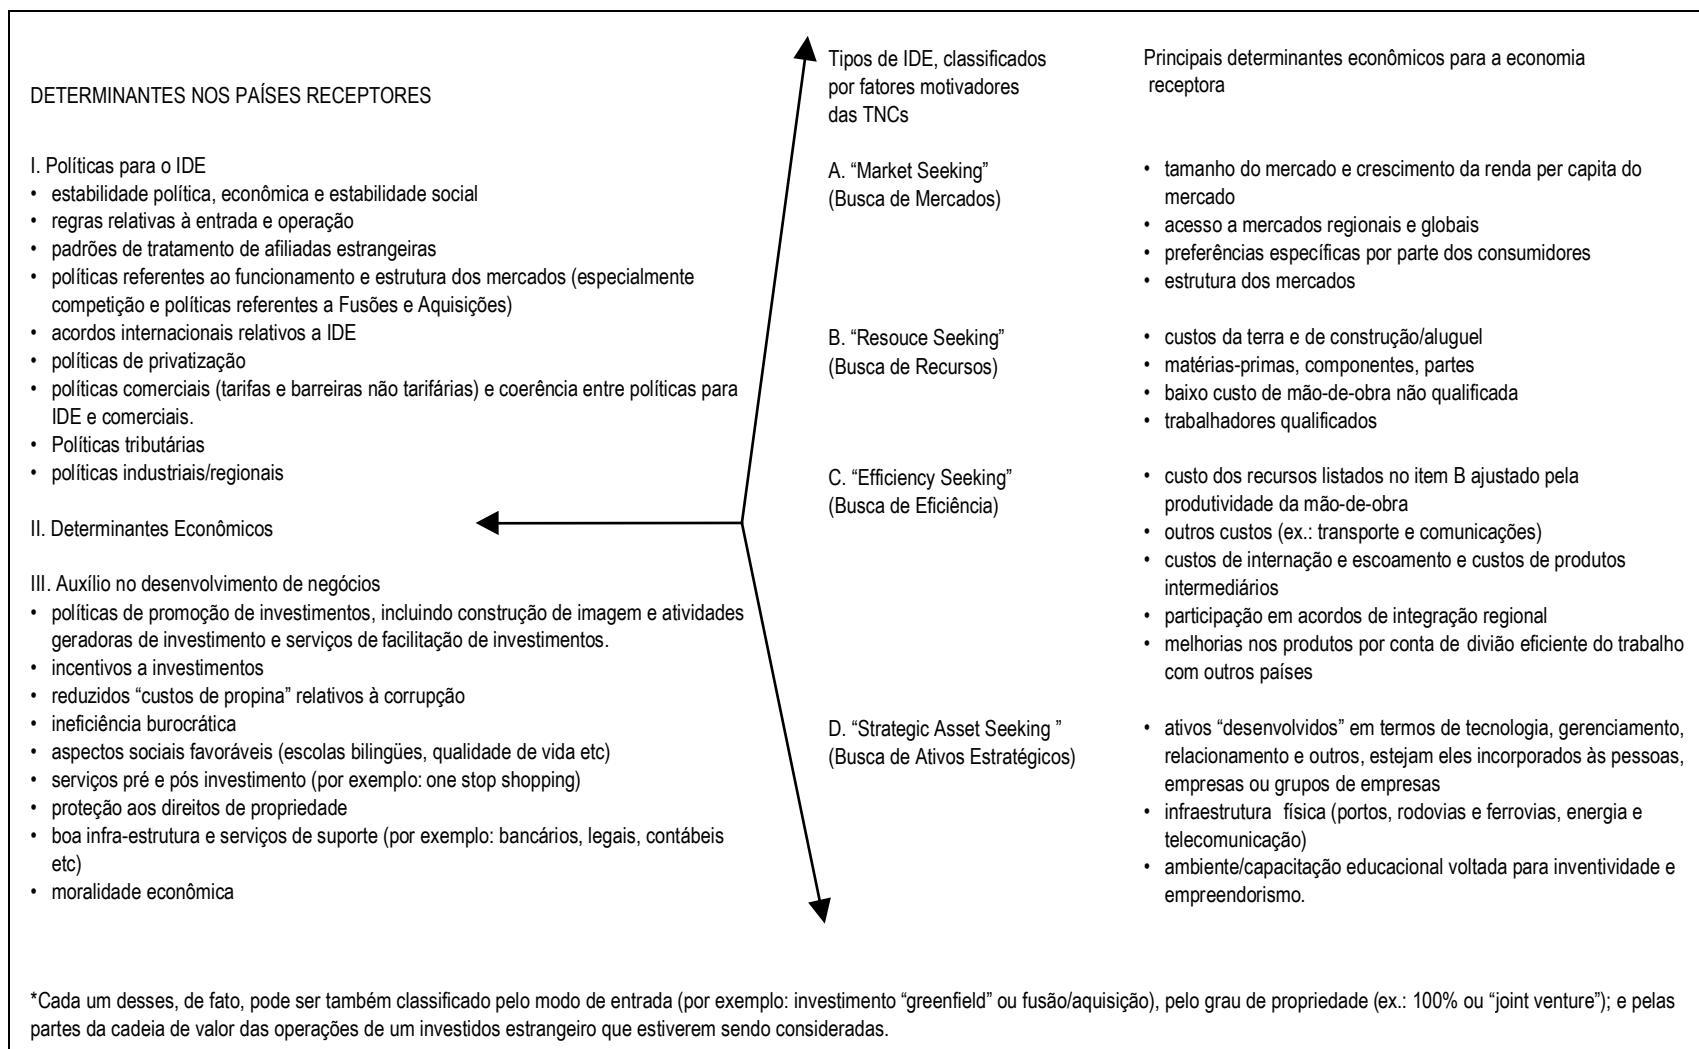 DETERMINANTES NOS PAÍSES RECEPTORES
I. Políticas para o IDE
• estabilidade política, econômica e estabilidade social
• regras relativas à entrada e operação
• padrões de tratamento de afiliadas estrangeiras
• políticas referentes ao funcionamento e estrutura dos mercados (especialmente
competição e políticas referentes a Fusões e Aquisições)
• acordos internacionais relativos a IDE
• políticas de privatização
• políticas comerciais (tarifas e barreiras não tarifárias) e coerência entre políticas para
IDE e comerciais.
• Políticas tributárias
• políticas industriais/regionais
II. Determinantes Econômicos
III. Auxílio no desenvolvimento de negócios
• políticas de promoção de investimentos, incluindo construção de imagem e atividades
geradoras de investimento e serviços de facilitação de investimentos.
• incentivos a investimentos
• reduzidos “custos de propina” relativos à corrupção
• ineficiência burocrática
• aspectos sociais favoráveis (escolas bilingües, qualidade de vida etc)
• serviços pré e pós investimento (por exemplo: one stop shopping)
• proteção aos direitos de propriedade
• boa infra-estrutura e serviços de suporte (por exemplo: bancários, legais, contábeis
etc)
• moralidade econômica
Tipos de IDE, classificados
por fatores motivadores
das TNCs
Principais determinantes econômicos para a economia
receptora
A. “Market Seeking”
(Busca de Mercados)
• tamanho do mercado e crescimento da renda per capita do
mercado
• acesso a mercados regionais e globais
• preferências específicas por parte dos consumidores
• estrutura dos mercados
B. “Resouce Seeking”
(Busca de Recursos)
• custos da terra e de construção/aluguel
• matérias-primas, componentes, partes
• baixo custo de mão-de-obra não qualificada
• trabalhadores qualificados
C. “Efficiency Seeking”
(Busca de Eficiência)
• custo dos recursos listados no item B ajustado pela
produtividade da mão-de-obra
• outros custos (ex.: transporte e comunicações)
• custos de internação e escoamento e custos de produtos
intermediários
• participação em acordos de integração regional
• melhorias nos produtos por conta de divião eficiente do trabalho
com outros países
D. “Strategic Asset Seeking ”
(Busca de Ativos Estratégicos)
• ativos “desenvolvidos” em termos de tecnologia, gerenciamento,
relacionamento e outros, estejam eles incorporados às pessoas,
empresas ou grupos de empresas
• infraestrutura física (portos, rodovias e ferrovias, energia e
telecomunicação)
• ambiente/capacitação educacional voltada para inventividade e
empreendorismo.
*Cada um desses, de fato, pode ser também classificado pelo modo de entrada (por exemplo: investimento “greenfield” ou fusão/aquisição), pelo grau de propriedade (ex.: 100% ou “joint venture”); e pelas
partes da cadeia de valor das operações de um investidos estrangeiro que estiverem sendo consideradas.